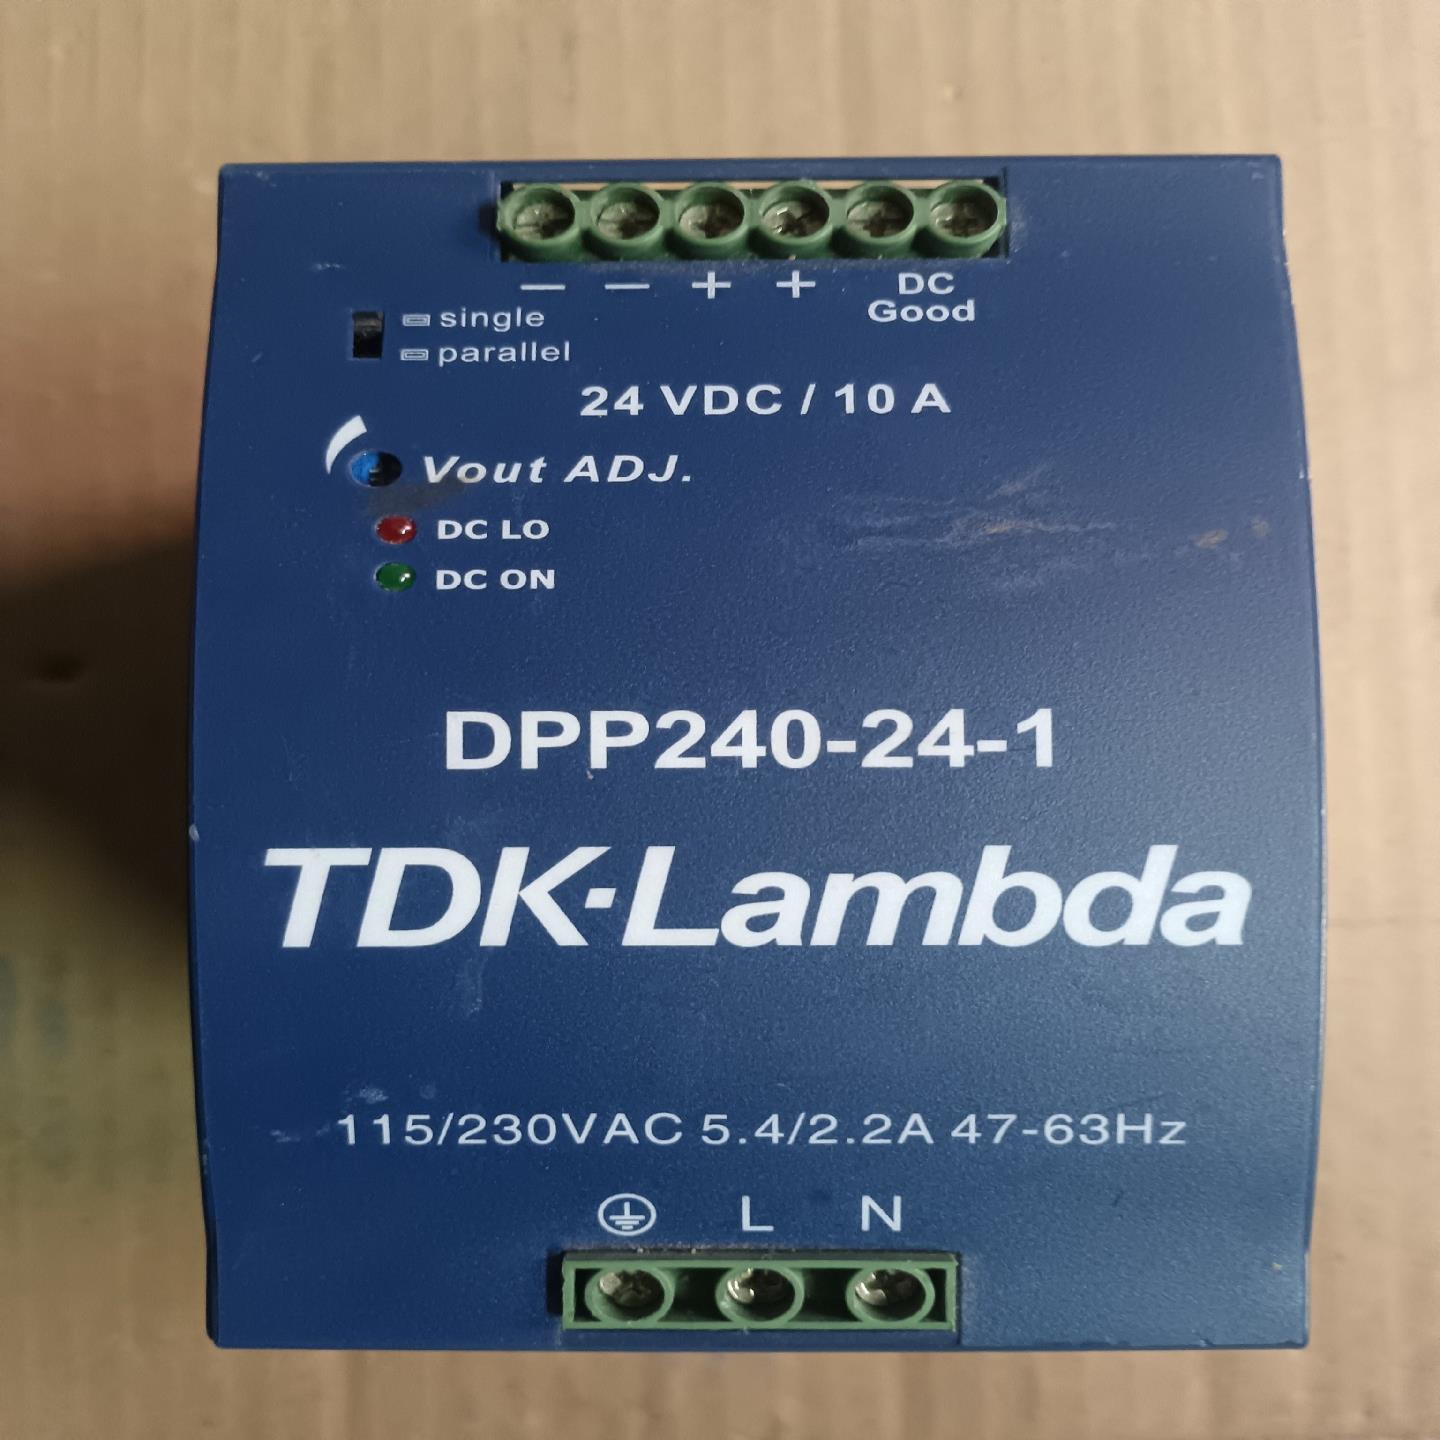 — — + + DC
Good
single
parallel
24 VDC / 10 A
Vout ADJ.
DC LO
DC ON
DPP240-24-1
TDK·Lambda
115/230VAC 5.4/2.2A 47-63Hz
L N